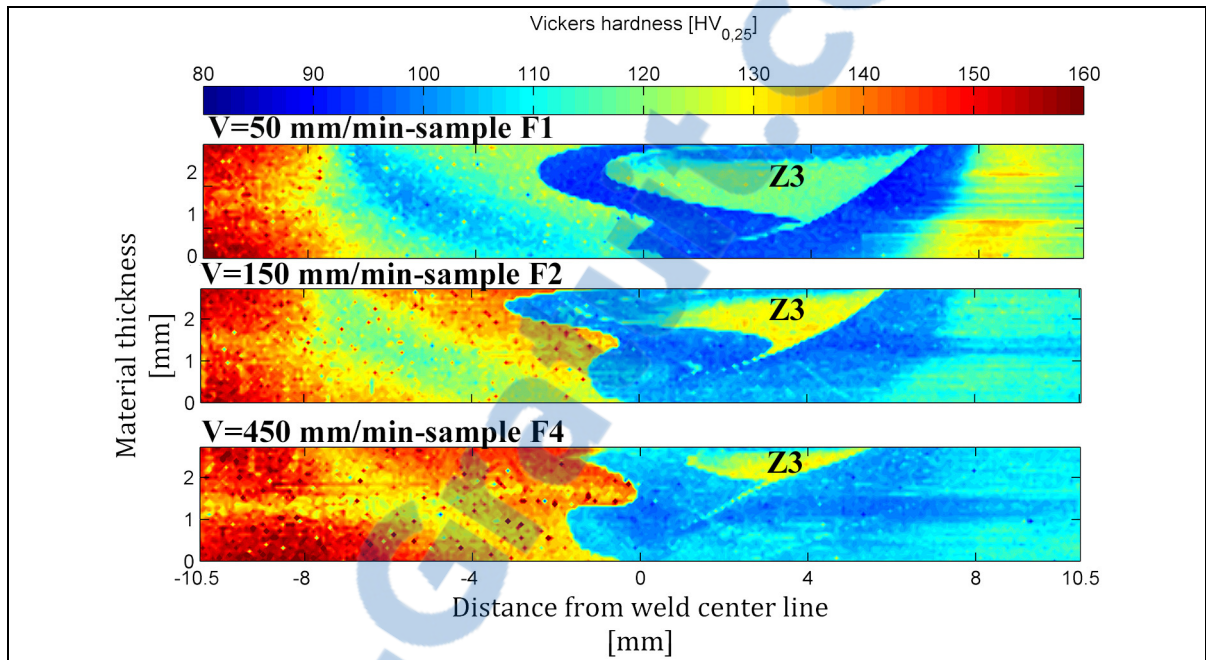 Vickers hardness [HV0,25]
80 90 100 110 120 130 140 150 160
V=50 mm/min-sample F1
2
1
0
Z3
V=150 mm/min-sample F2
2
1
0
Z3
V=450 mm/min-sample F4
2
1
0
Z3
Material thickness
[mm]
-10.5 -8 -4 0 4 8 10.5
Distance from weld center line
[mm]